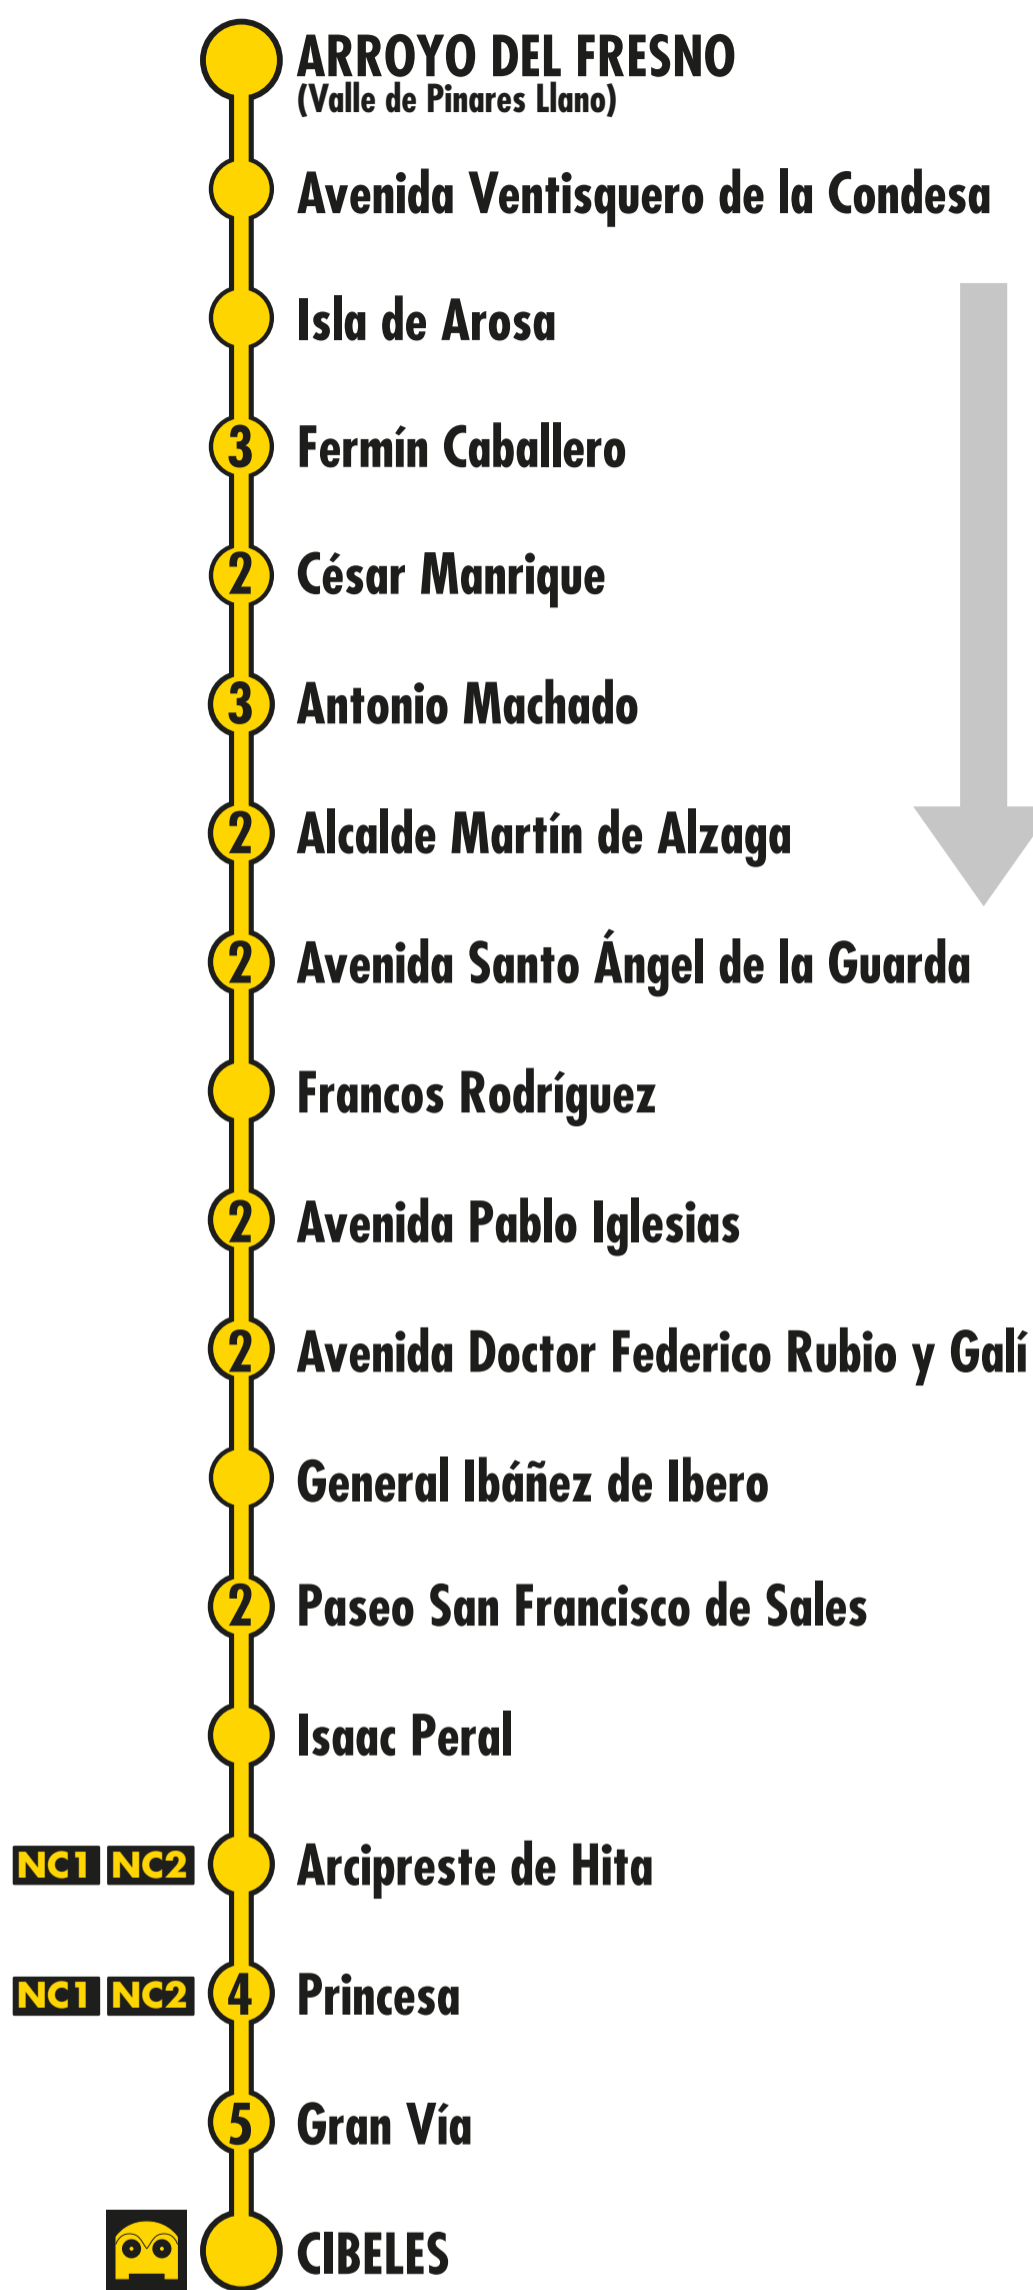 ARROYO DEL FRESNO
(Valle de Pinares Llano)
Avenida Ventisquero de la Condesa
Isla de Arosa
3 Fermín Caballero
2 César Manrique
3 Antonio Machado
2 Alcalde Martín de Alzaga
2 Avenida Santo Ángel de la Guarda
Francos Rodríguez
2 Avenida Pablo Iglesias
2 Avenida Doctor Federico Rubio y Galí
General Ibáñez de Ibero
2 Paseo San Francisco de Sales
Isaac Peral
NC1 NC2 Arcipreste de Hita
NC1 NC2 4 Princesa
5 Gran Vía
CIBELES